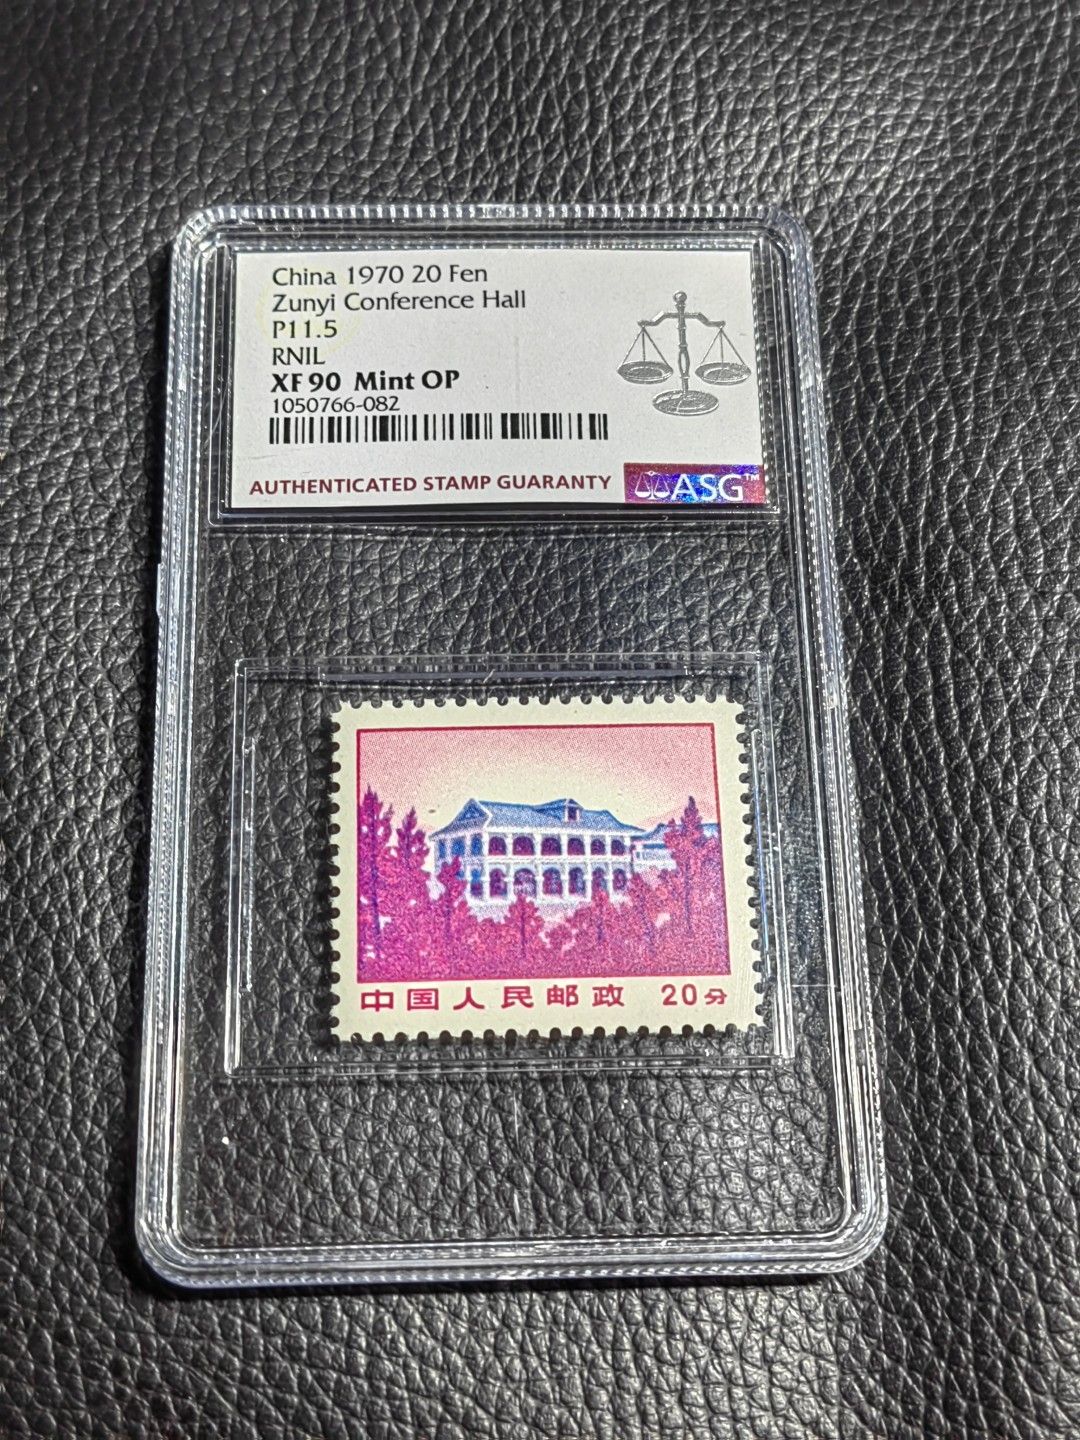 China 1970 20 Fen
Zunyi Conference Hall
P11.5
RNIL
XF 90 Mint OP
1050766-082
AUTHENTICATED STAMP GUARANTY
ASG™
中国人民邮政 20分